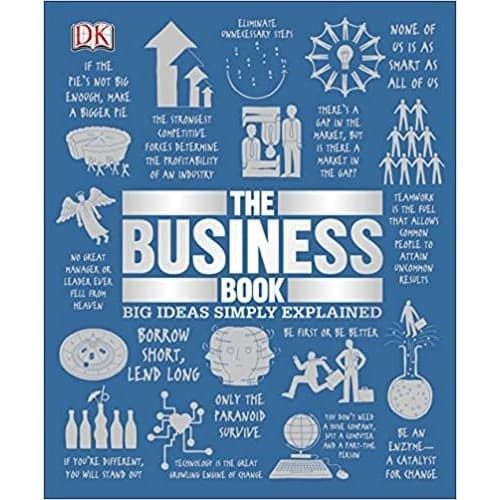 DK
ELIMINATE
UNNECESSARY STEPS
NONE OF
US IS AS
SMART AS
ALL OF US
IF THE
PIE'S NOT BIG
ENOUGH, MAKE
A BIGGER PIE
THE STRONGEST
COMPETITIVE
FORCES DETERMINE
THE PROFITABILITY
OF AN INDUSTRY
THERE'S A
GAP IN THE
MARKET, BUT
IS THERE A
MARKET IN
THE GAP?
TEAMWORK IS
THE FUEL THAT
ALLOWS
COMMON
PEOPLE TO
ATTAIN
UNCOMMON
RESULTS
NO GREAT
MANAGER OR
LEADER EVER
FELL FROM
HEAVEN
THE
BUSINESS
BOOK
BIG IDEAS SIMPLY EXPLAINED
BORROW
SHORT,
LEND LONG
BE FIRST OR BE BETTER
ONLY THE
PARANOID
SURVIVE
YOU DON'T NEED
A HUGE COMPANY,
JUST A COMPUTER
AND A PART-TIME
PERSON
BE AN
ENZYME—
A CATALYST
FOR CHANGE
IF YOU'RE DIFFERENT,
YOU WILL STAND OUT
TECHNOLOGY IS THE GREAT
GROWING ENGINE OF CHANGE